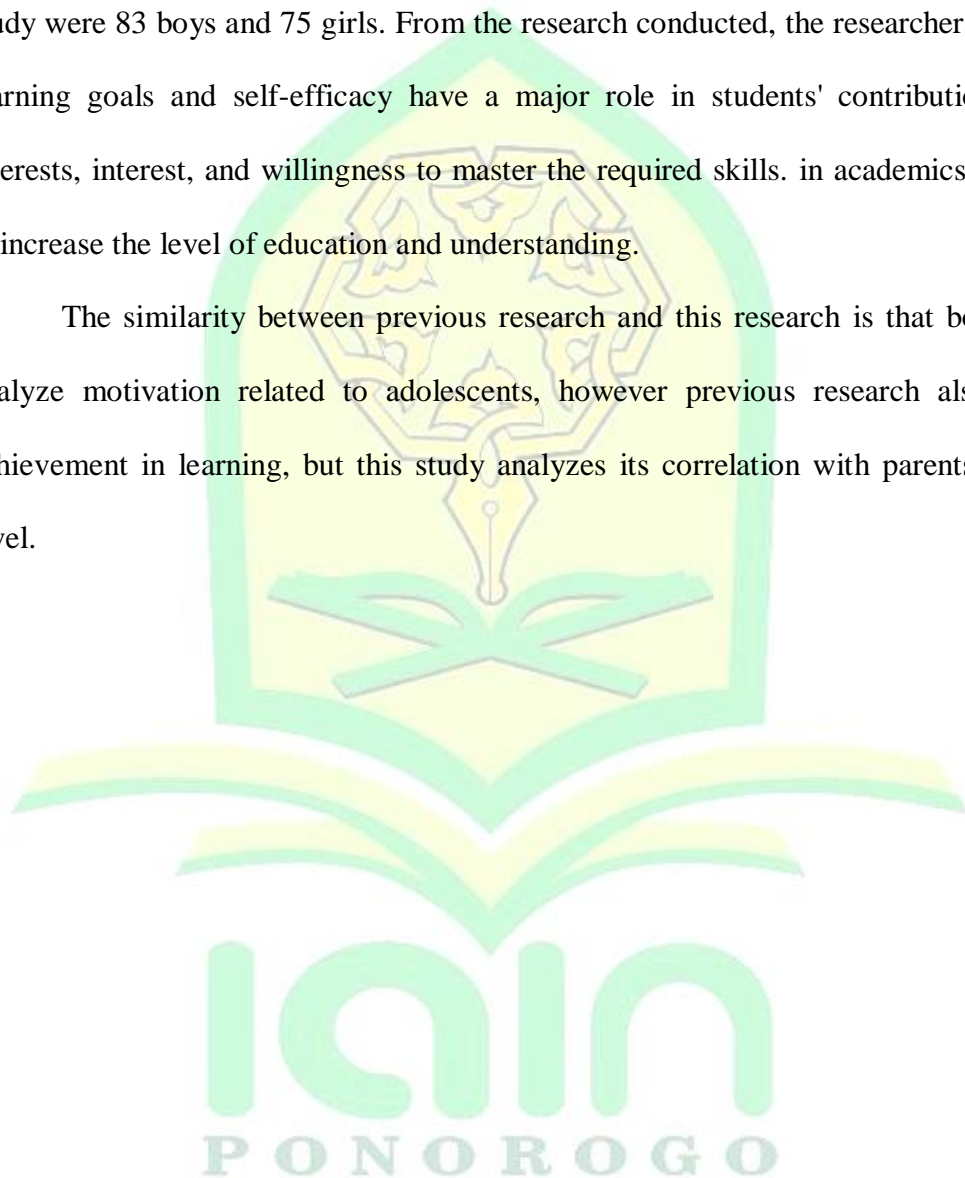 udy were 83 boys and 75 girls. From the research conducted, the researcher
arning goals and self-efficacy have a major role in students' contributio
erests, interest, and willingness to master the required skills. in academics
increase the level of education and understanding.
The similarity between previous research and this research is that b
alyze motivation related to adolescents, however previous research als
hievement in learning, but this study analyzes its correlation with parents
vel.
iain
PONOROGO